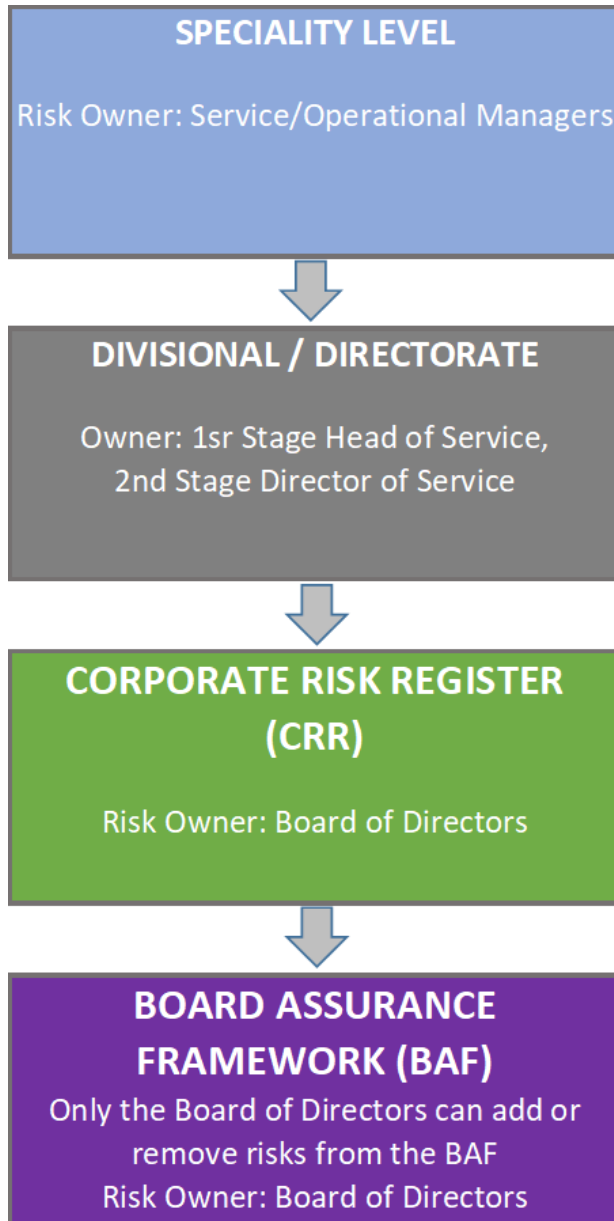 SPECIALITY LEVEL
Risk Owner: Service/Operational Managers
DIVISIONAL / DIRECTORATE
Owner: 1sr Stage Head of Service,
2nd Stage Director of Service
CORPORATE RISK REGISTER
(CRR)
Risk Owner: Board of Directors
BOARD ASSURANCE
FRAMEWORK (BAF)
Only the Board of Directors can add or
remove risks from the BAF
Risk Owner: Board of Directors